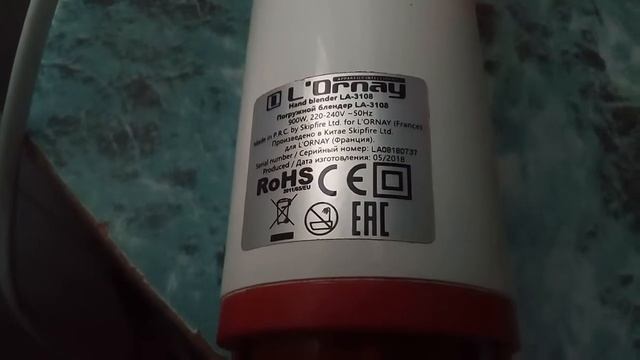 L'Ornay
Hand blender LA-3108
Погружной блендер LA-3108
900W, 220-240V ~50Hz
Made in P.R.C. by Skipfire Ltd. for L'ORNAY (France)
Произведено в Китае Skipfire Ltd.
для L'ORNAY (Франция).
Serial number / Серийный номер: LA08180737
Produced / Дата изготовления: 05/2018
RoHS CE
2011/65/EU
EAC